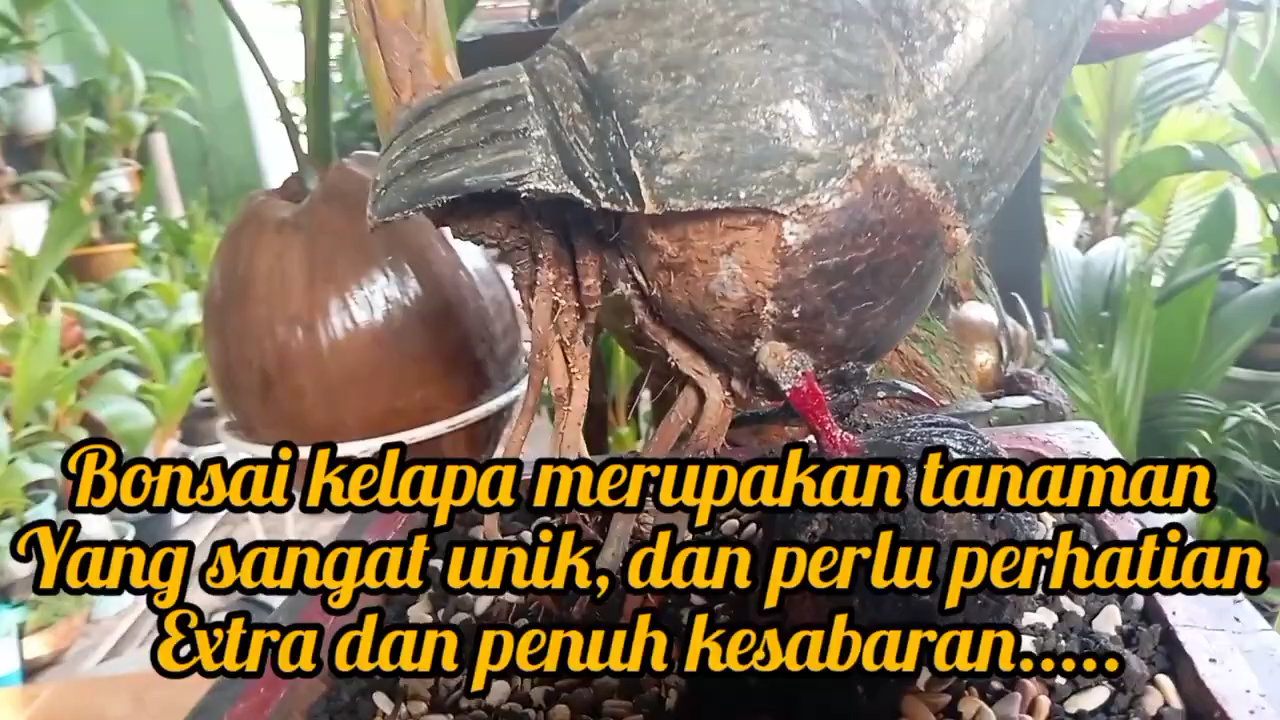 Bonsai kelapa merupakan tanaman
Yang sangat unik, dan perlu perhatian
Extra dan penuh kesabaran.....